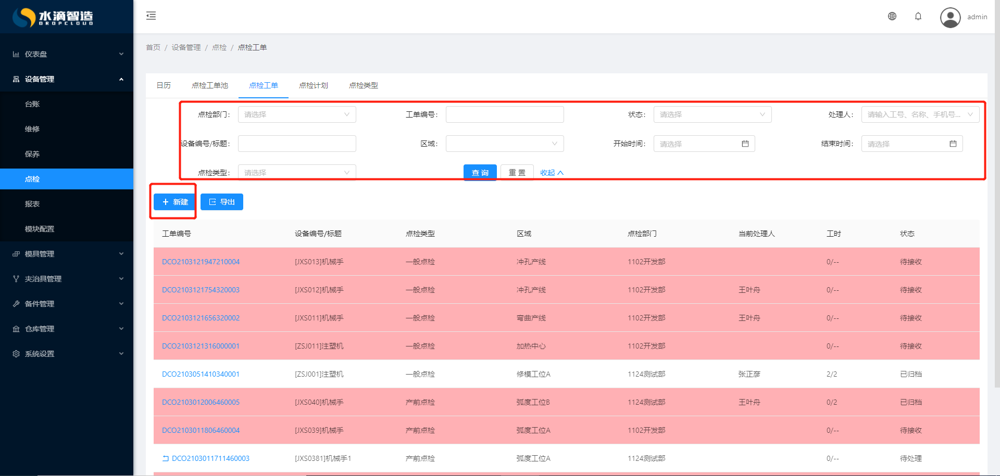 水滴智造
DROPCLOUD
admin
仪表盘
设备管理
台账
维修
保养
点检
报表
模块配置
模具管理
夹治具管理
备件管理
仓库管理
系统设置
首页 / 设备管理 / 点检 / 点检工单
日历 点检工单池 点检工单 点检计划 点检类型
点检部门: 请选择 工单编号: 状态: 请选择 处理人: 请输入工号、名称、手机号...
设备编号/标题: 区域: 开始时间: 请选择 结束时间: 请选择
点检类型: 请选择 查 询 重 置 收起
新建 导出
工单编号 设备编号/标题 点检类型 区域 点检部门 当前处理人 工时 状态
DCO2103121947210004 [JXS013]机械手 一般点检 冲孔产线 1102开发部 0/-- 待接收
DCO2103121754320003 [JXS012]机械手 一般点检 冲孔产线 1102开发部 王叶舟 0/-- 待接收
DCO2103121656320002 [JXS011]机械手 一般点检 弯曲产线 1102开发部 王叶舟 0/-- 待接收
DCO2103121316000001 [ZSJ011]注塑机 一般点检 加热中心 1102开发部 0/-- 待接收
DCO2103051410340001 [ZSJ001]注塑机 一般点检 修模工位A 1124测试部 张正彦 2/2 已归档
DCO2103012006460005 [JXS040]机械手 产前点检 弧度工位B 1124测试部 王叶舟 0/2 已归档
DCO2103011806460004 [JXS039]机械手 产前点检 弧度工位A 1102开发部 0/-- 待接收
DCO2103011711460003 [JXS0381]机械手1 产前点检 弧度工位A 1124测试部 0/-- 待处理